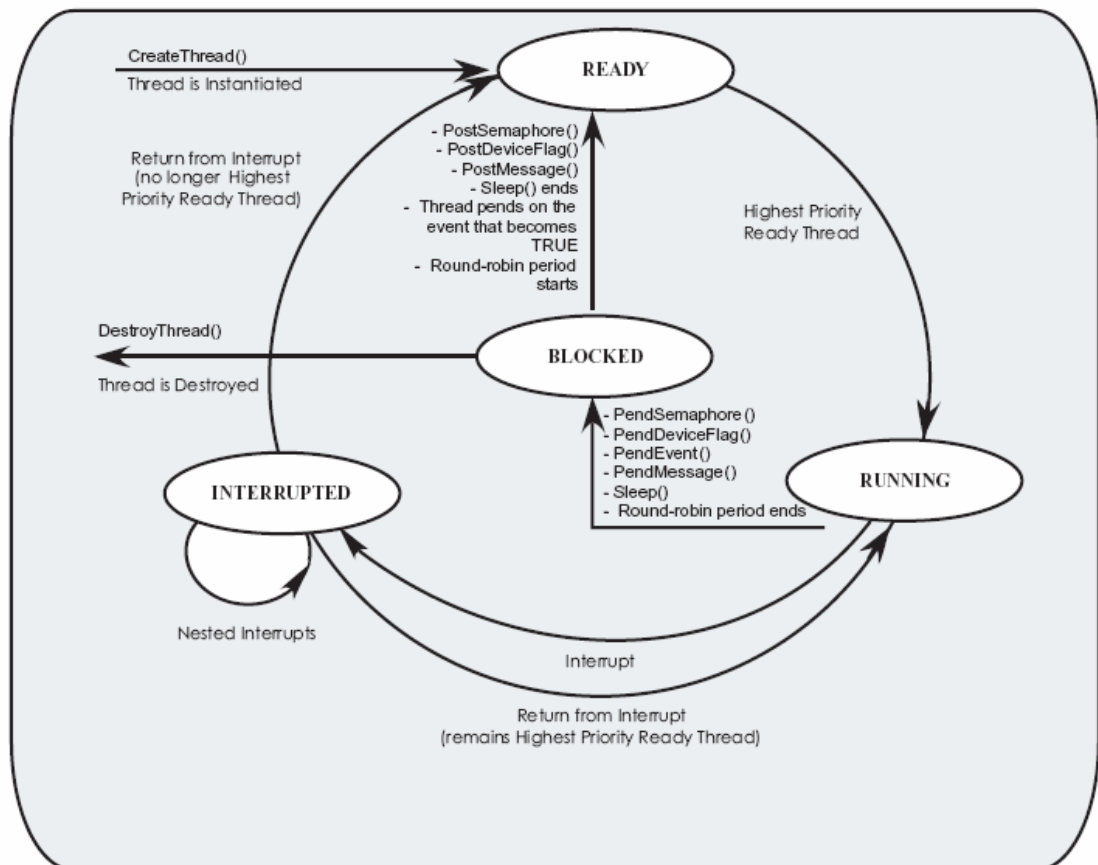 CreateThread()
Thread is Instantiated
READY
- PostSemaphore()
- PostDeviceFlag()
- PostMessage()
- Sleep() ends
- Thread pends on the
event that becomes
TRUE
- Round-robin period
starts
Return from Interrupt
(no longer Highest
Priority Ready Thread)
Highest Priority
Ready Thread
DestroyThread()
Thread is Destroyed
BLOCKED
- PendSemaphore()
- PendDeviceFlag()
- PendEvent()
- PendMessage()
- Sleep()
- Round-robin period ends
INTERRUPTED
RUNNING
Nested Interrupts
Interrupt
Return from Interrupt
(remains Highest Priority Ready Thread)